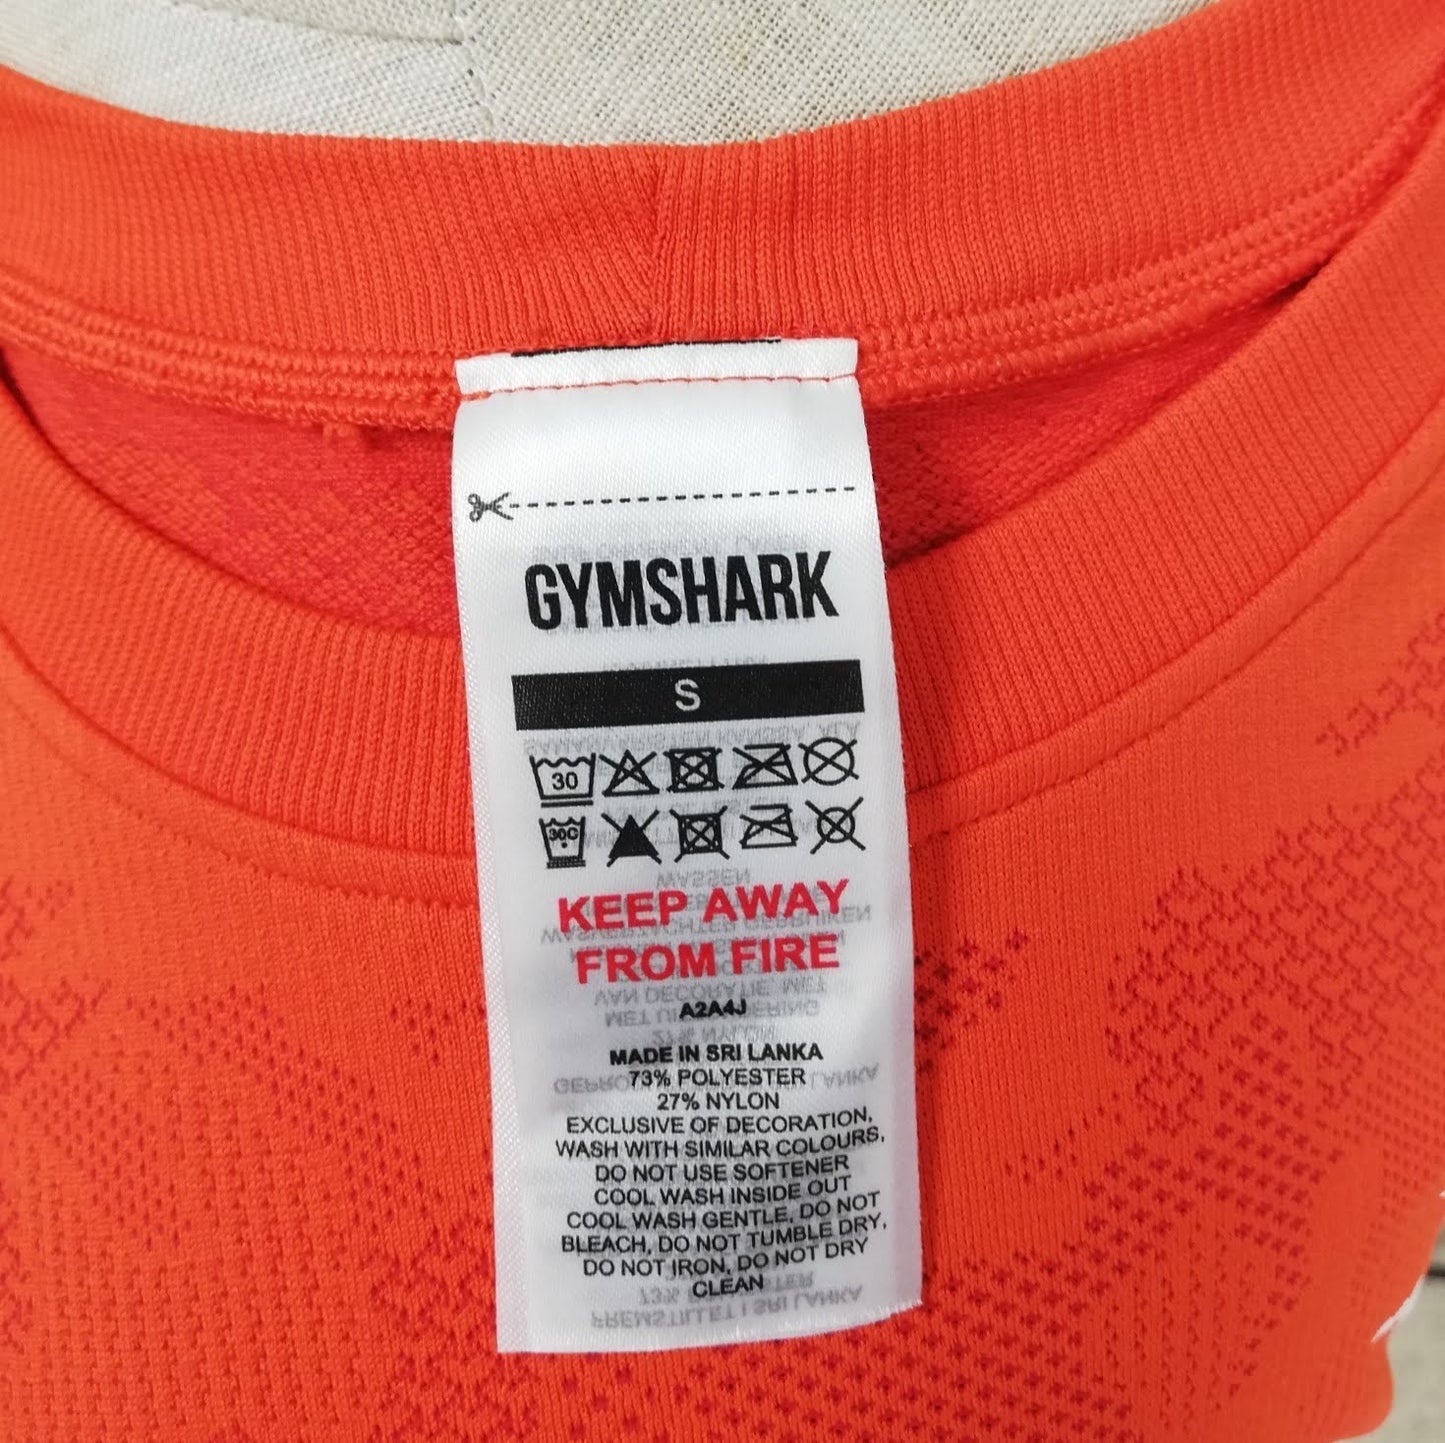 GYMSHARK
S
30
30C
KEEP AWAY
FROM FIRE
A2A4J
MADE IN SRI LANKA
73% POLYESTER
27% NYLON
EXCLUSIVE OF DECORATION,
WASH WITH SIMILAR COLOURS,
DO NOT USE SOFTENER
COOL WASH INSIDE OUT
COOL WASH GENTLE, DO NOT
BLEACH, DO NOT TUMBLE DRY,
DO NOT IRON, DO NOT DRY
CLEAN